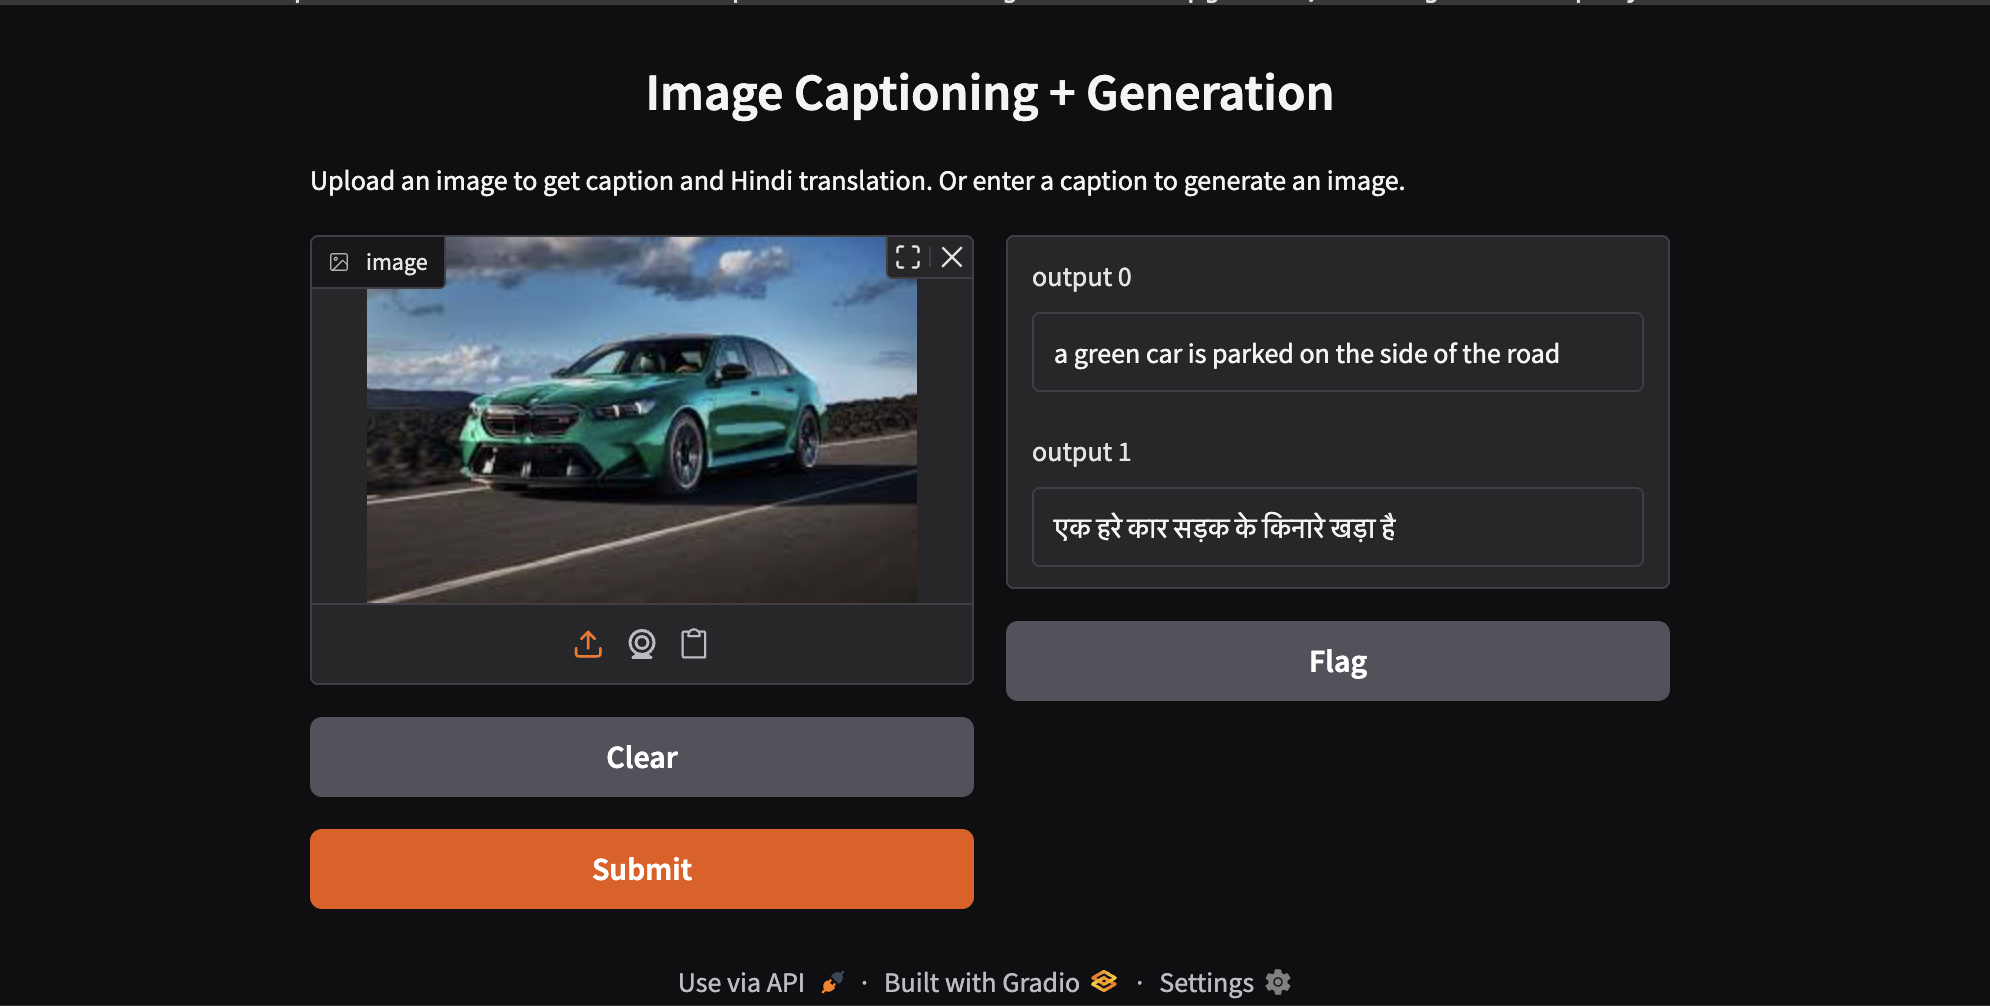 Image Captioning + Generation
Upload an image to get caption and Hindi translation. Or enter a caption to generate an image.
image
output 0
a green car is parked on the side of the road
output 1
एक हरे कार सड़क के किनारे खड़ा है
Flag
Clear
Submit
Use via API · Built with Gradio · Settings